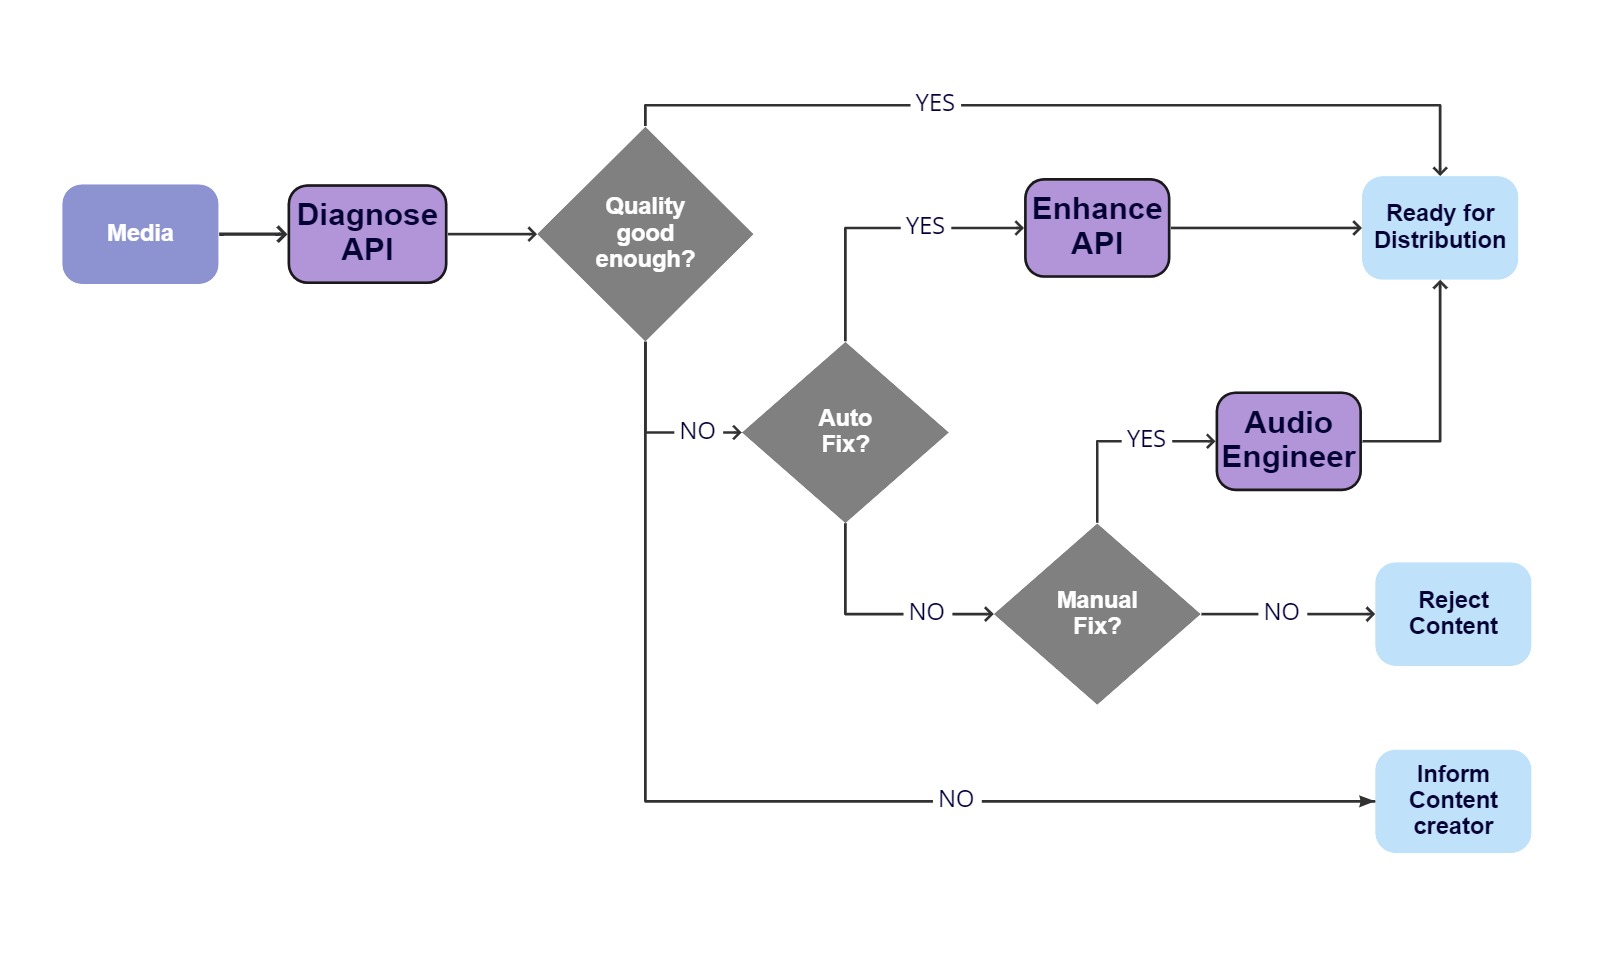 YES
Media
Diagnose
API
Quality
good
enough?
YES
Enhance
API
Ready for
Distribution
NO
Auto
Fix?
YES
Audio
Engineer
NO
Manual
Fix?
NO
Reject
Content
NO
Inform
Content
creator